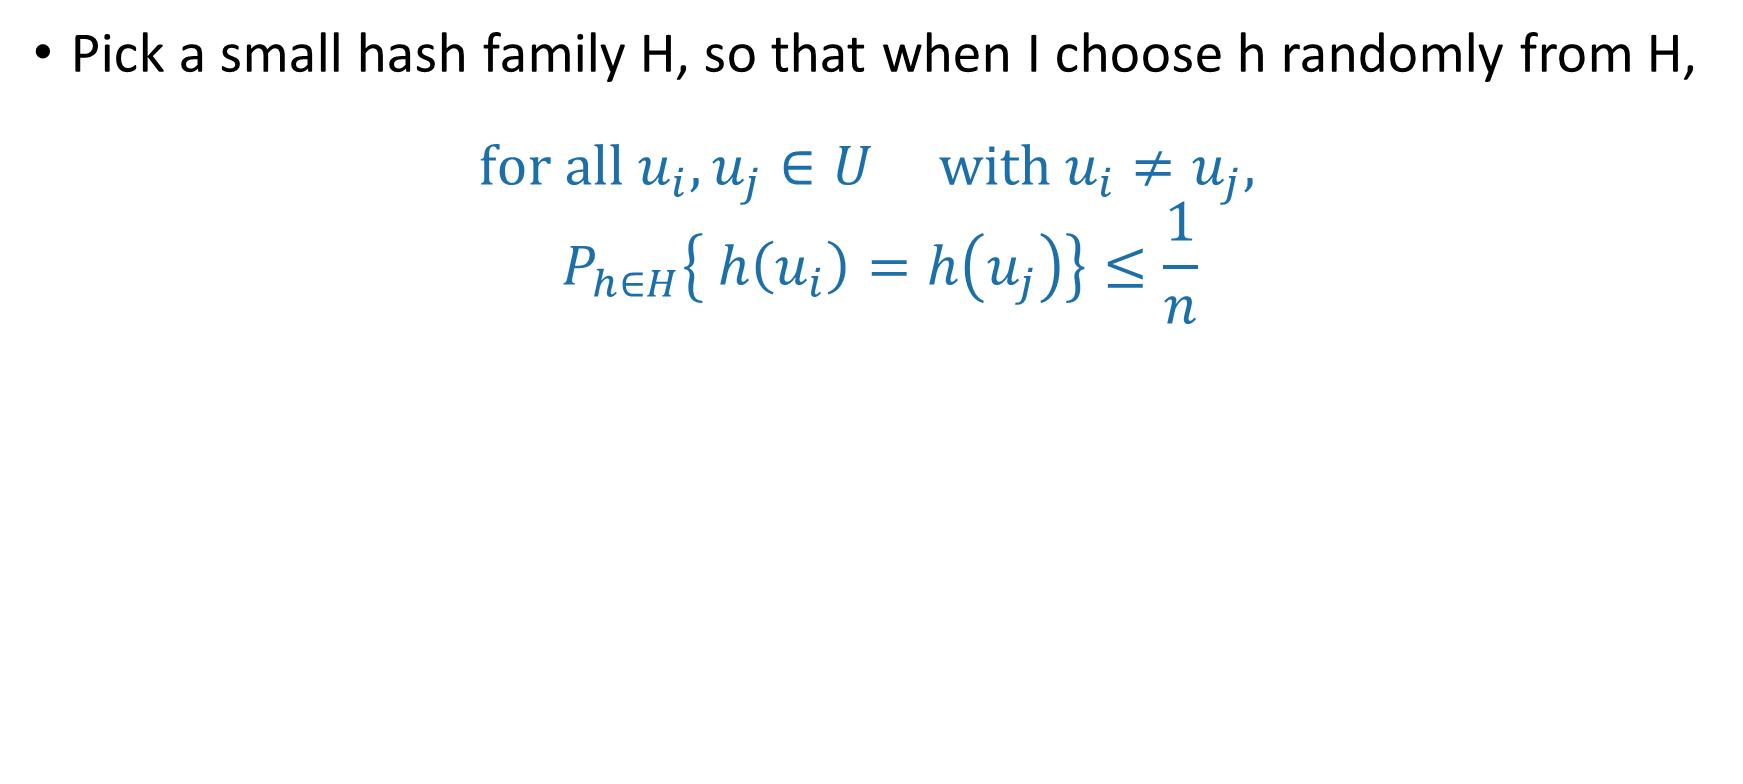 • Pick a small hash family H, so that when I choose h randomly from H,
for all u_i, u_j ∈ U with u_i ≠ u_j,
P_{h∈H}{ h(u_i) = h(u_j)} ≤ 1/n